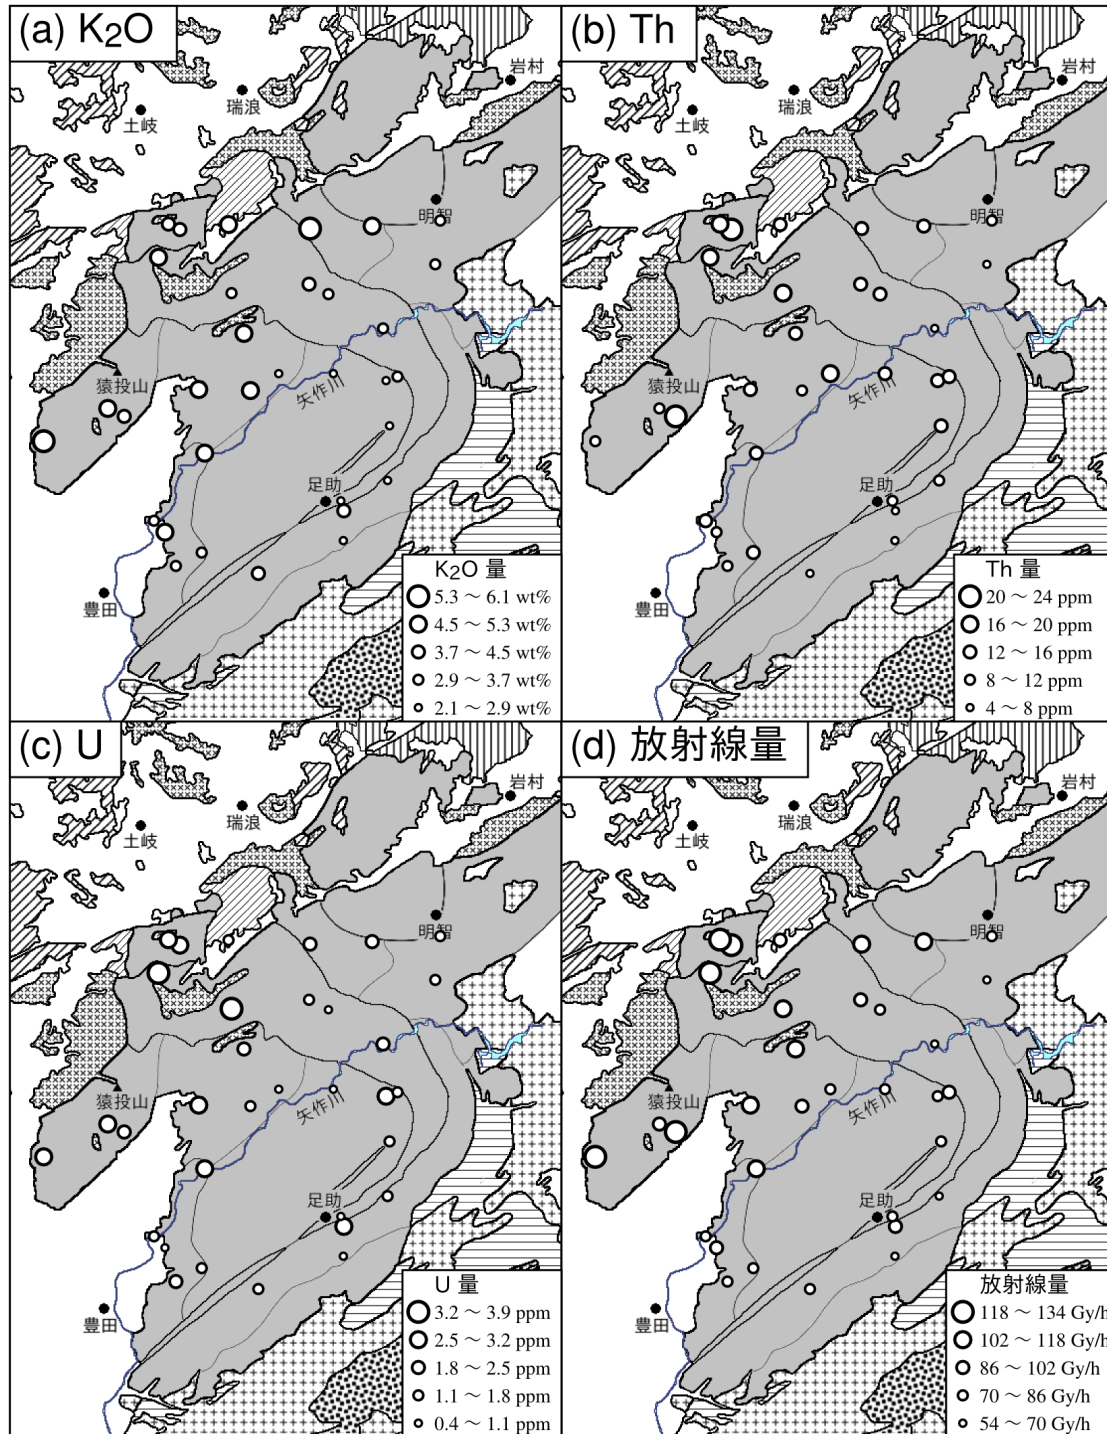 (a) K2O
岩村
瑞浪
土岐
明智
猿投山
矢作川
足助
豊田
K2O 量
5.3 ～ 6.1 wt%
4.5 ～ 5.3 wt%
3.7 ～ 4.5 wt%
2.9 ～ 3.7 wt%
2.1 ～ 2.9 wt%
(b) Th
岩村
瑞浪
土岐
明智
猿投山
矢作川
足助
豊田
Th 量
20 ～ 24 ppm
16 ～ 20 ppm
12 ～ 16 ppm
8 ～ 12 ppm
4 ～ 8 ppm
(c) U
岩村
瑞浪
土岐
明智
猿投山
矢作川
足助
豊田
U 量
3.2 ～ 3.9 ppm
2.5 ～ 3.2 ppm
1.8 ～ 2.5 ppm
1.1 ～ 1.8 ppm
0.4 ～ 1.1 ppm
(d) 放射線量
岩村
瑞浪
土岐
明智
猿投山
矢作川
足助
豊田
放射線量
118 ～ 134 Gy/h
102 ～ 118 Gy/h
86 ～ 102 Gy/h
70 ～ 86 Gy/h
54 ～ 70 Gy/h